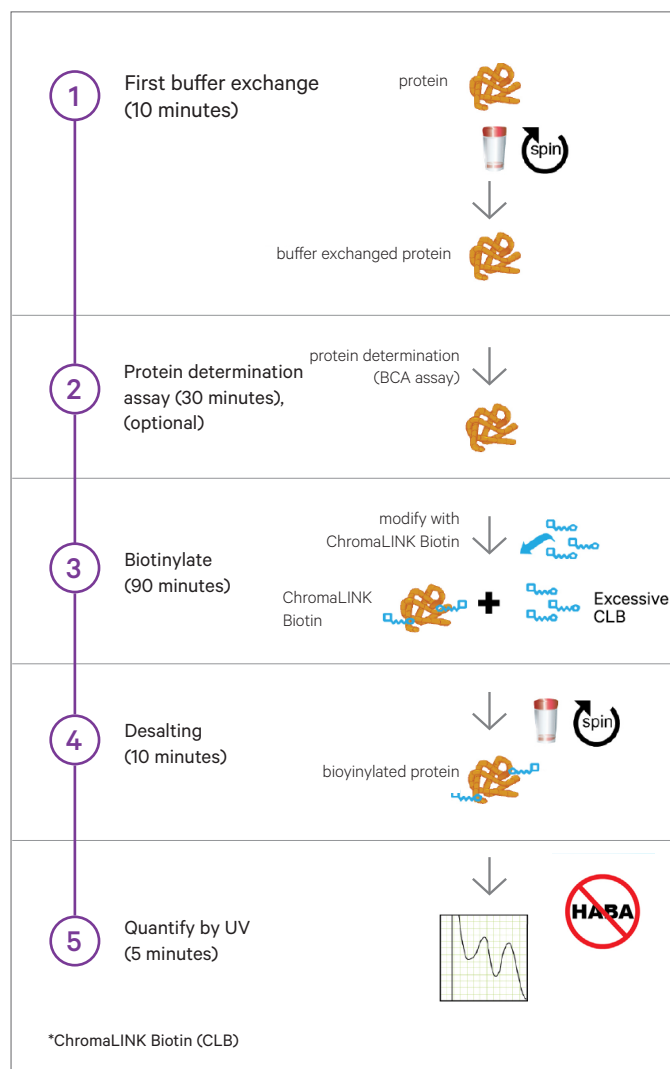 1
First buffer exchange
(10 minutes)
protein
spin
buffer exchanged protein
2
Protein determination
assay (30 minutes),
(optional)
protein determination
(BCA assay)
3
Biotinylate
(90 minutes)
modify with
ChromaLINK Biotin
ChromaLINK
Biotin
+
Excessive
CLB
4
Desalting
(10 minutes)
spin
bioyinylated protein
5
Quantify by UV
(5 minutes)
HABA
*ChromaLINK Biotin (CLB)